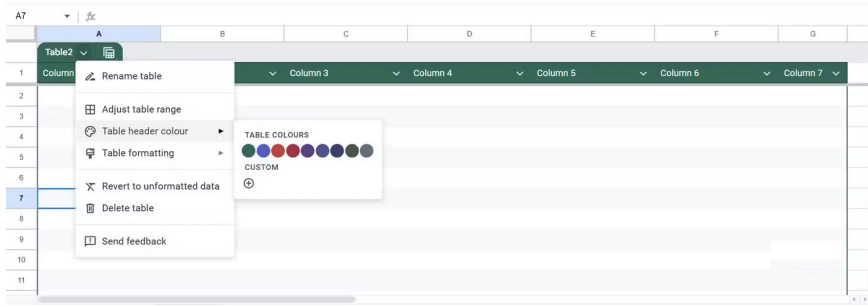 A7 fx
A B C D E F G
Table2
1 Column Column 3 Column 4 Column 5 Column 6 Column 7
Rename table
2
3 Adjust table range
4 Table header colour TABLE COLOURS
5 Table formatting
CUSTOM
6 Revert to unformatted data
7
Delete table
8
9 Send feedback
10
11